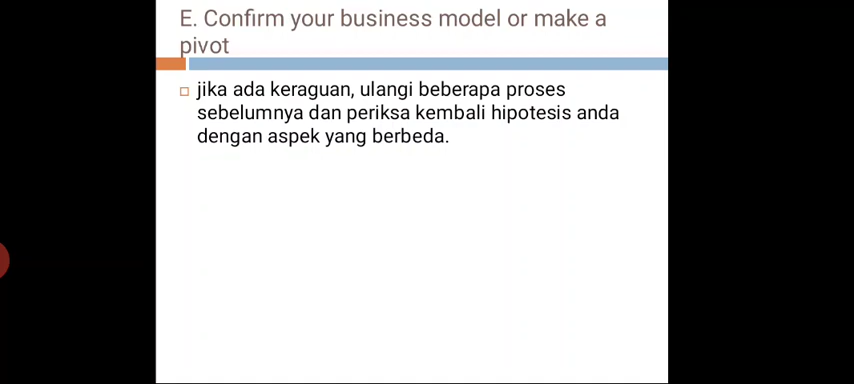 E. Confirm your business model or make a
pivot
jika ada keraguan, ulangi beberapa proses
sebelumnya dan periksa kembali hipotesis anda
dengan aspek yang berbeda.